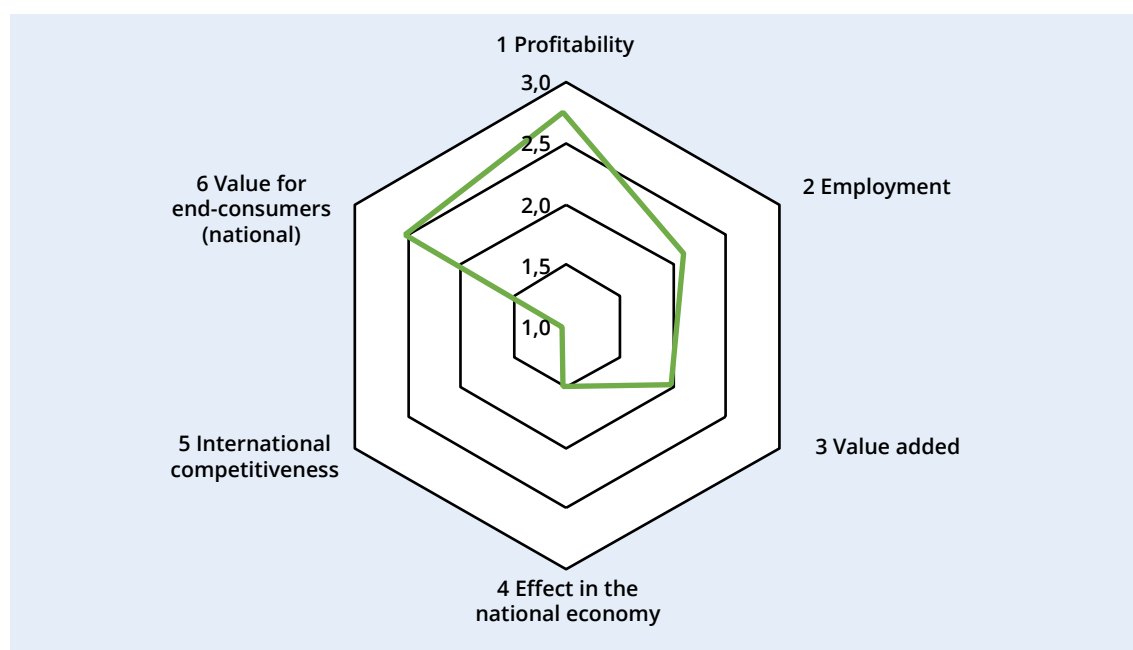 1 Profitability
3,0
2,5
2,0
1,5
1,0
2 Employment
3 Value added
4 Effect in the
national economy
5 International
competitiveness
6 Value for
end-consumers
(national)